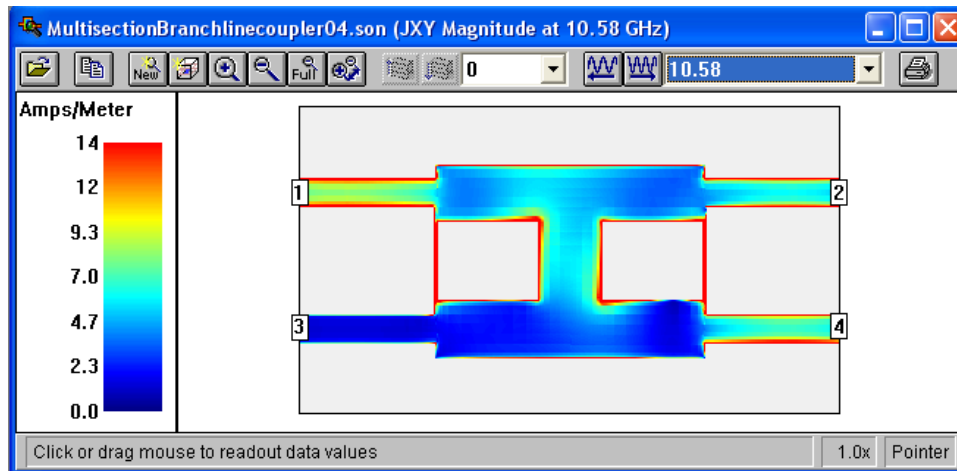 MultisectionBranchlinecoupler04.son (JXY Magnitude at 10.58 GHz)
New Full 0 10.58
Amps/Meter
14
12
9.3
7.0
4.7
2.3
0.0
1
2
3
4
Click or drag mouse to readout data values 1.0x Pointer